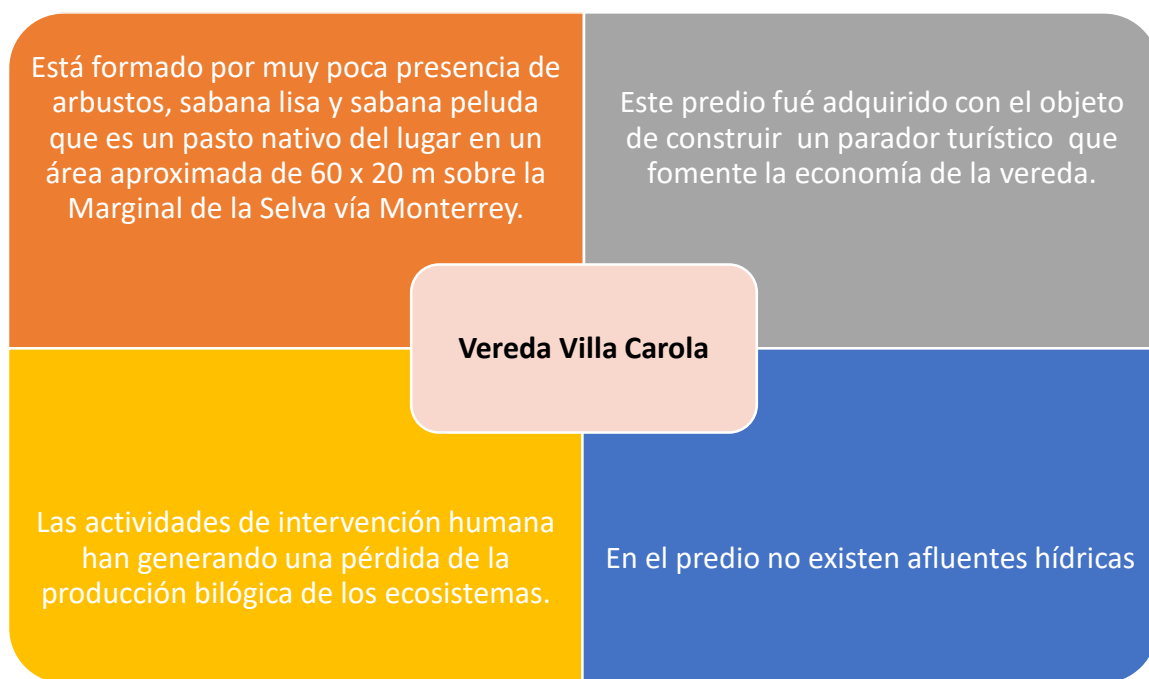 Está formado por muy poca presencia de
arbustos, sabana lisa y sabana peluda
que es un pasto nativo del lugar en un
área aproximada de 60 x 20 m sobre la
Marginal de la Selva vía Monterrey.
Este predio fué adquirido con el objeto
de construir un parador turístico que
fomente la economía de la vereda.
Vereda Villa Carola
Las actividades de intervención humana
han generando una pérdida de la
producción bilógica de los ecosistemas.
En el predio no existen afluentes hídricas